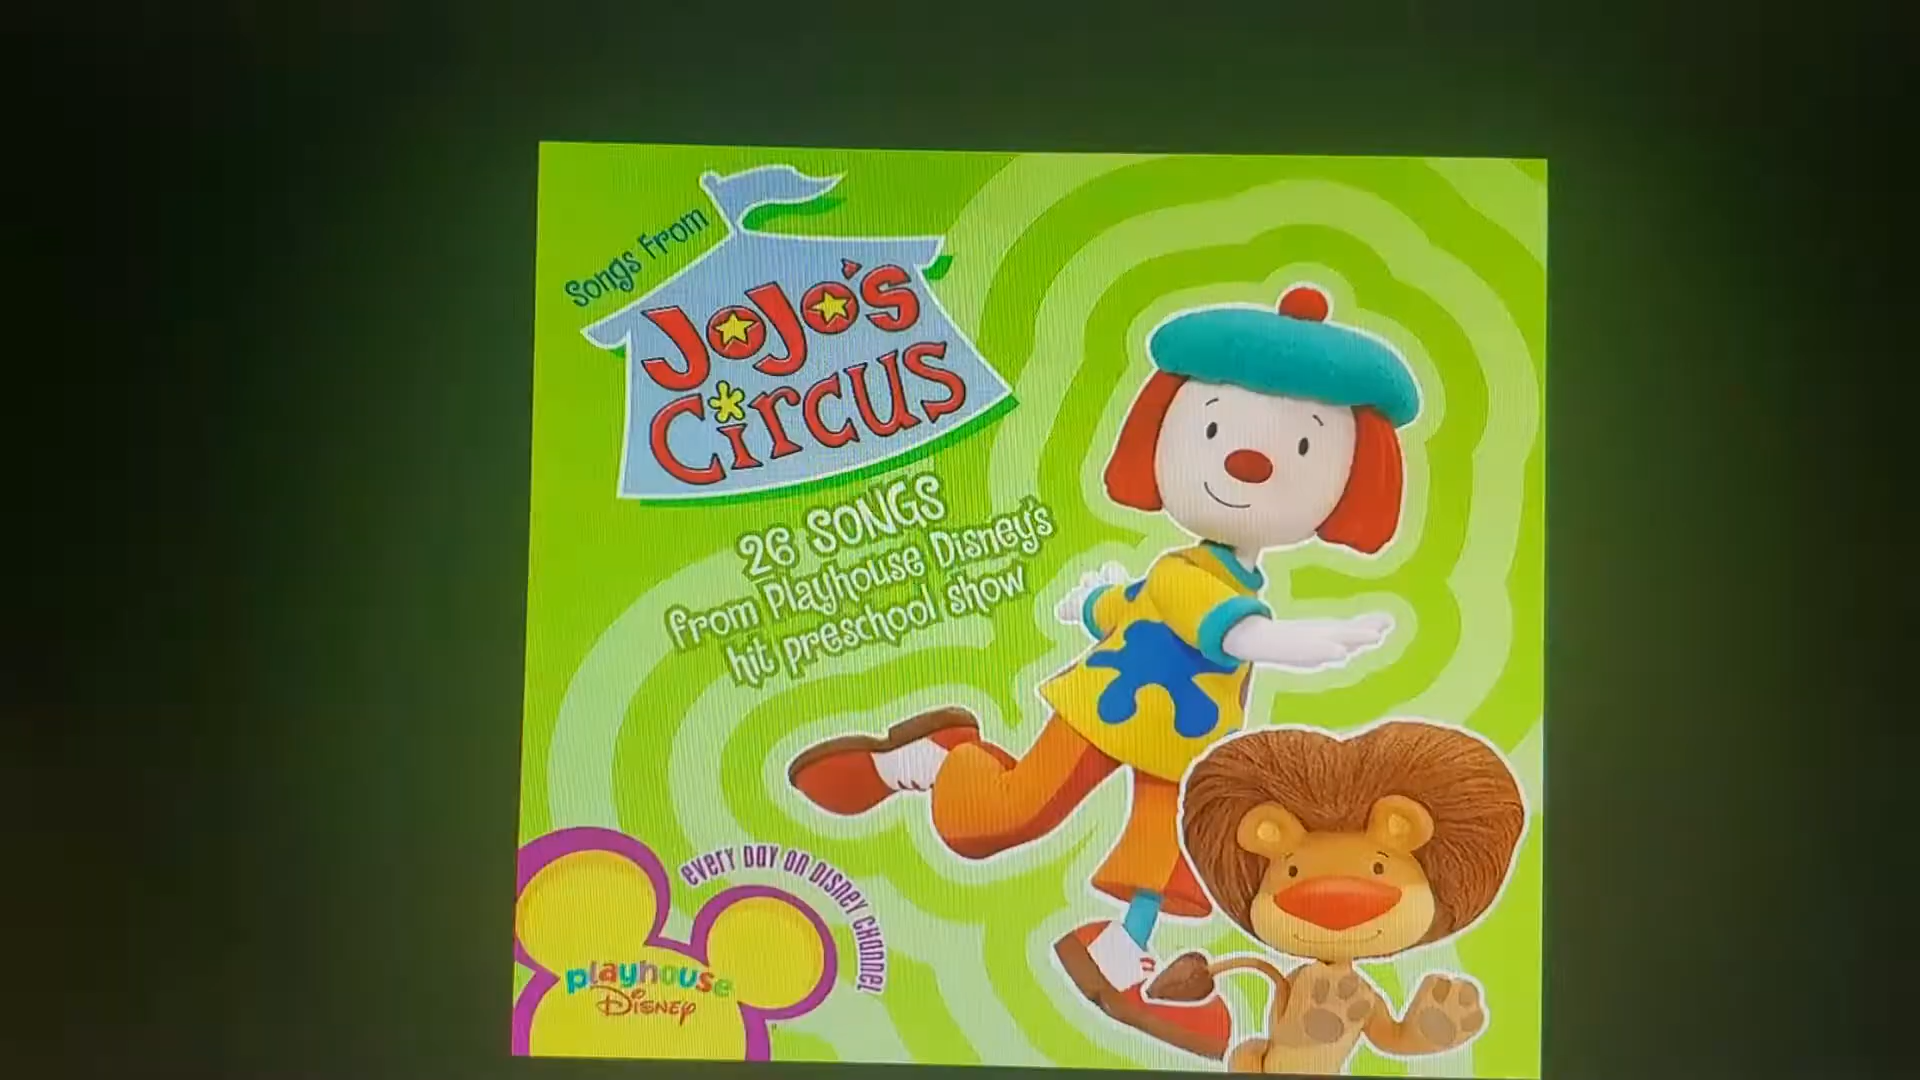 Songs From
JoJo's
Circus
26 SONGS
from Playhouse Disney's
hit preschool show
EVERY DAY ON DISNEY CHANNEL
playhouse
Disney